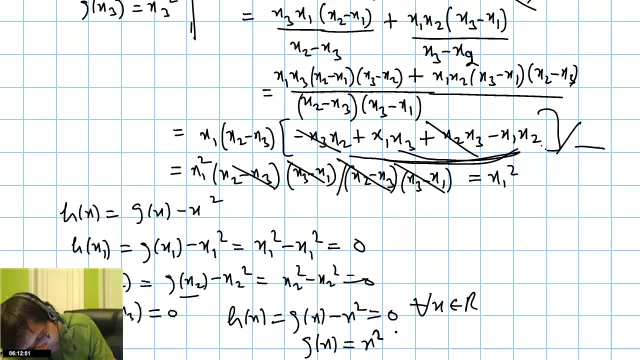 g(x₃) = x₃²
= x₃x₁(x₂−x₁)/(x₂−x₃) + x₁x₂(x₃−x₁)/(x₃−x₂)
= x₁x₃(x₂−x₁)(x₃−x₂) + x₁x₂(x₃−x₁)(x₂−x₃)/(x₂−x₃)(x₃−x₁)
= x₁(x₂−x₃)[−x₃x₂ + x₁x₃ + x₂x₃ − x₁x₂]
= x₁²(x₂−x₃)(x₃−x₁)/(x₂−x₃)(x₃−x₁) = x₁²
h(x) = g(x) − x²
h(x₁) = g(x₁) − x₁² = x₁² − x₁² = 0
) = g(x₂) − x₂² = x₂² − x₂² = 0
) = 0
h(x) = g(x) − x² = 0 ∀x∈R
g(x) = x²
06:12:51